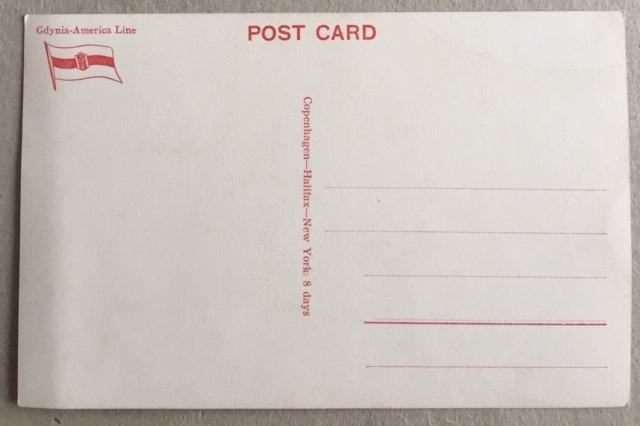 Gdynia-America Line
POST CARD
Copenhagen—Halifax—New York: 8 days